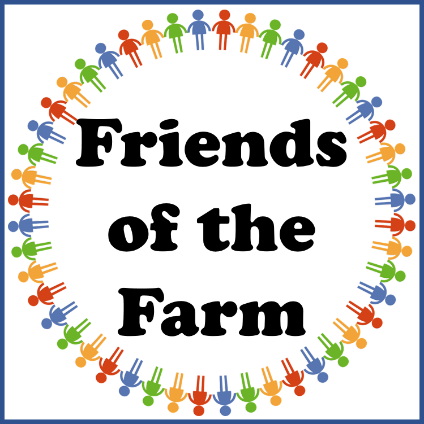 Friends
of the
Farm